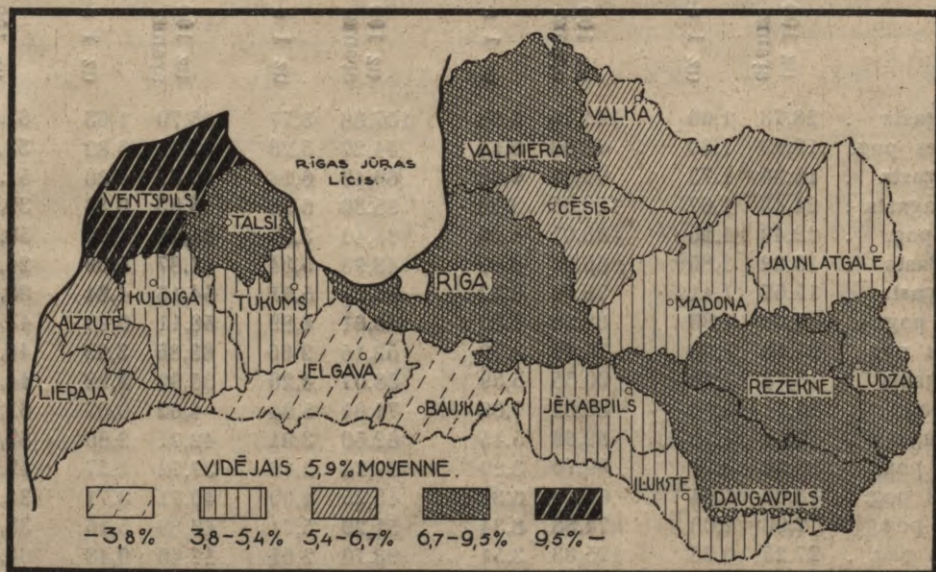 VALKA
VALMIERA
RĪGAS JŪRAS
LĪCIS.
VENTSPILS
CĒSIS
TALSI
JAUNLATGALE
RĪGA
KULDIGA
TUKUMS
MADONA
AIZPUTE
JELGAVA
REZEKNE
LUDZA
LIEPAJA
BAUSKA
JĒKABPILS
VIDĒJAIS 5,9% MOYENNE.
ILUKSTE
DAUGAVPILS
–3,8% 3,8–5,4% 5,4–6,7% 6,7–9,5% 9,5%–